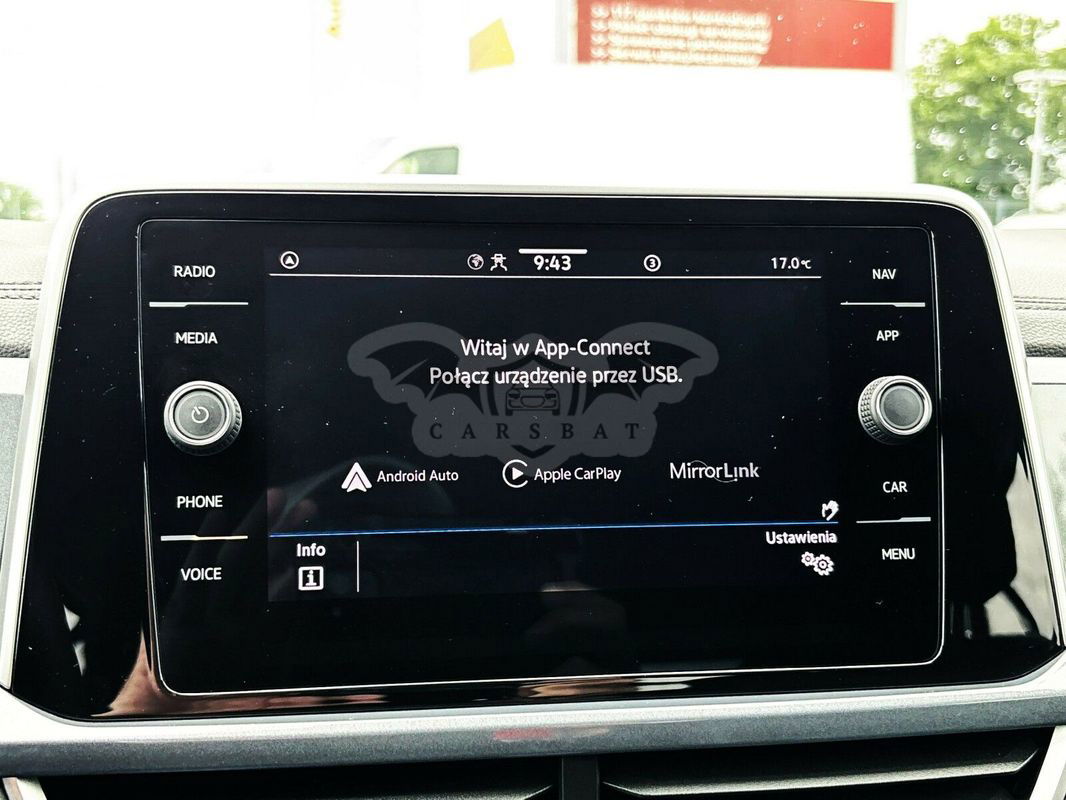 RADIO
MEDIA
PHONE
VOICE
9:43
3
17.0°C
Witaj w App-Connect
Połącz urządzenie przez USB.
CARSBAT
Android Auto
Apple CarPlay
MirrorLink
Info
i
Ustawienia
NAV
APP
CAR
MENU